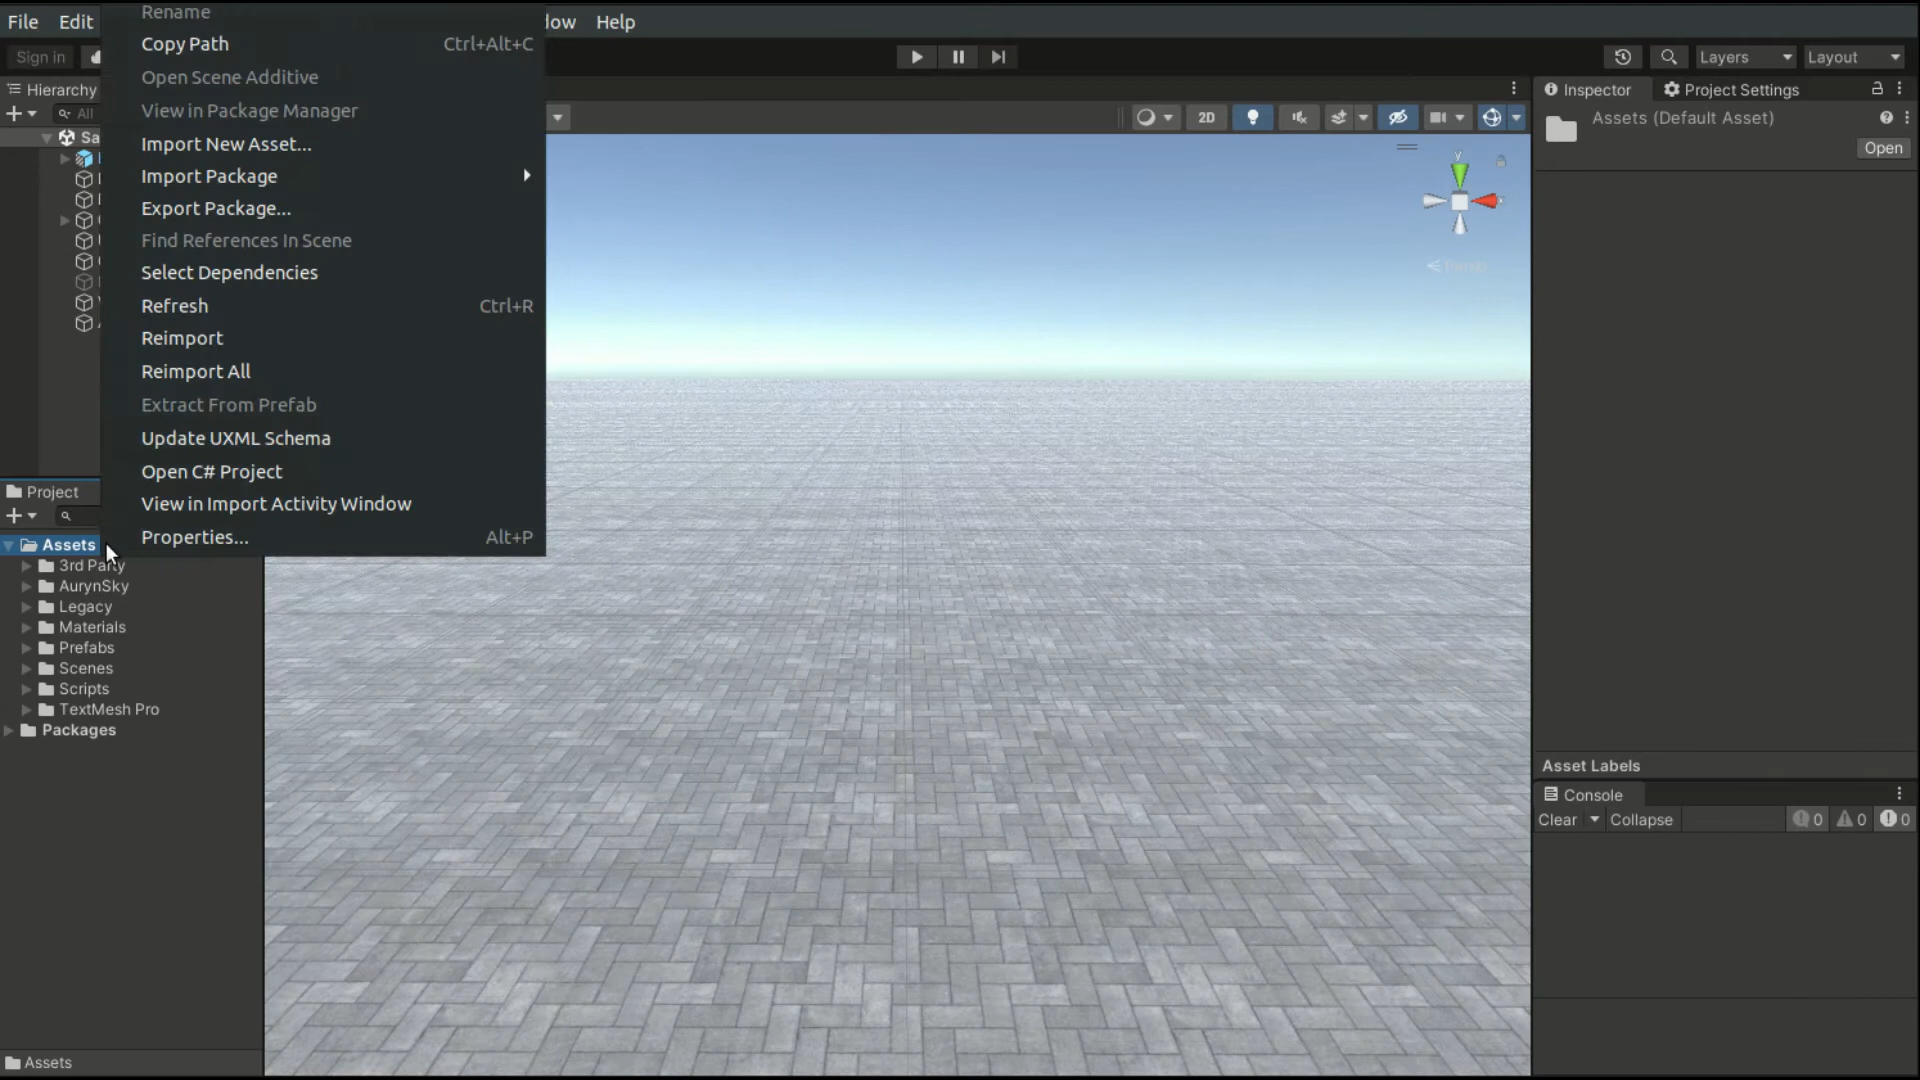 File Edit
Help
Sign in
Layers
Layout
Hierarchy
All
Sa
Rename
Copy Path Ctrl+Alt+C
Open Scene Additive
View in Package Manager
Import New Asset...
Import Package
Export Package...
Find References In Scene
Select Dependencies
Refresh Ctrl+R
Reimport
Reimport All
Extract From Prefab
Update UXML Schema
Open C# Project
View in Import Activity Window
Properties... Alt+P
2D
y
Persp
Inspector
Project Settings
Assets (Default Asset)
Open
Project
Assets
3rd Party
AurynSky
Legacy
Materials
Prefabs
Scenes
Scripts
TextMesh Pro
Packages
Assets
Asset Labels
Console
Clear
Collapse
0
0
0